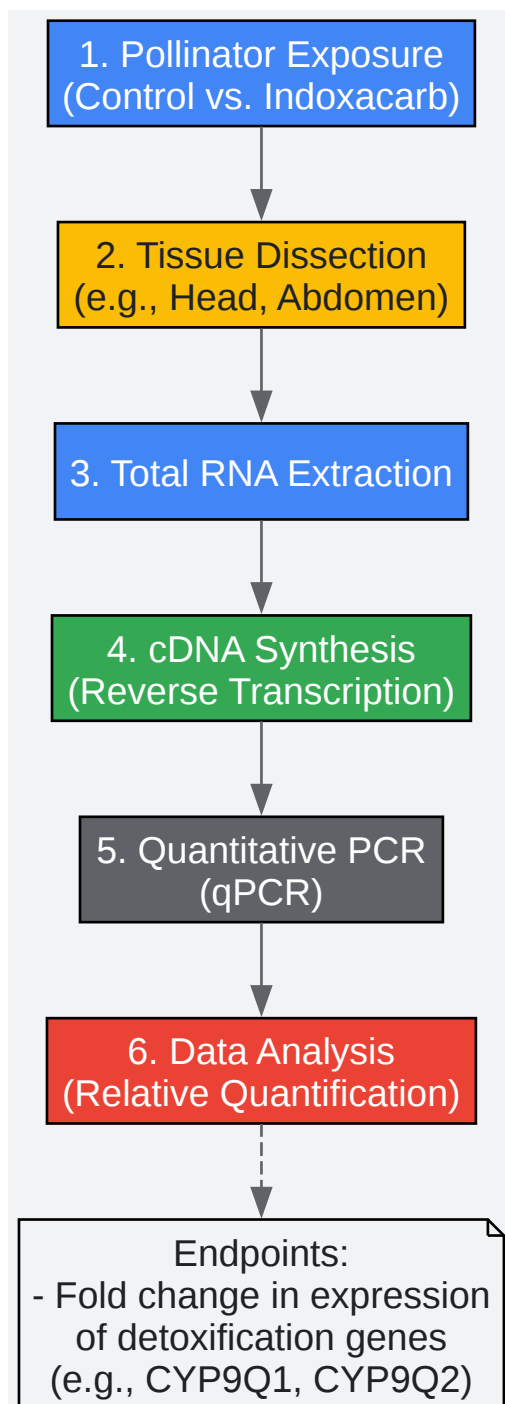 1. Pollinator Exposure
(Control vs. Indoxacarb)
2. Tissue Dissection
(e.g., Head, Abdomen)
3. Total RNA Extraction
4. cDNA Synthesis
(Reverse Transcription)
5. Quantitative PCR
(qPCR)
6. Data Analysis
(Relative Quantification)
Endpoints:
- Fold change in expression
of detoxification genes
(e.g., CYP9Q1, CYP9Q2)